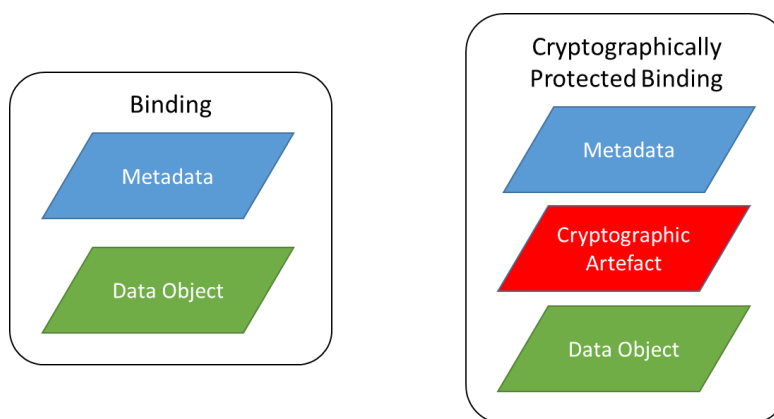 Binding
Metadata
Data Object
Cryptographically
Protected Binding
Metadata
Cryptographic
Artefact
Data Object